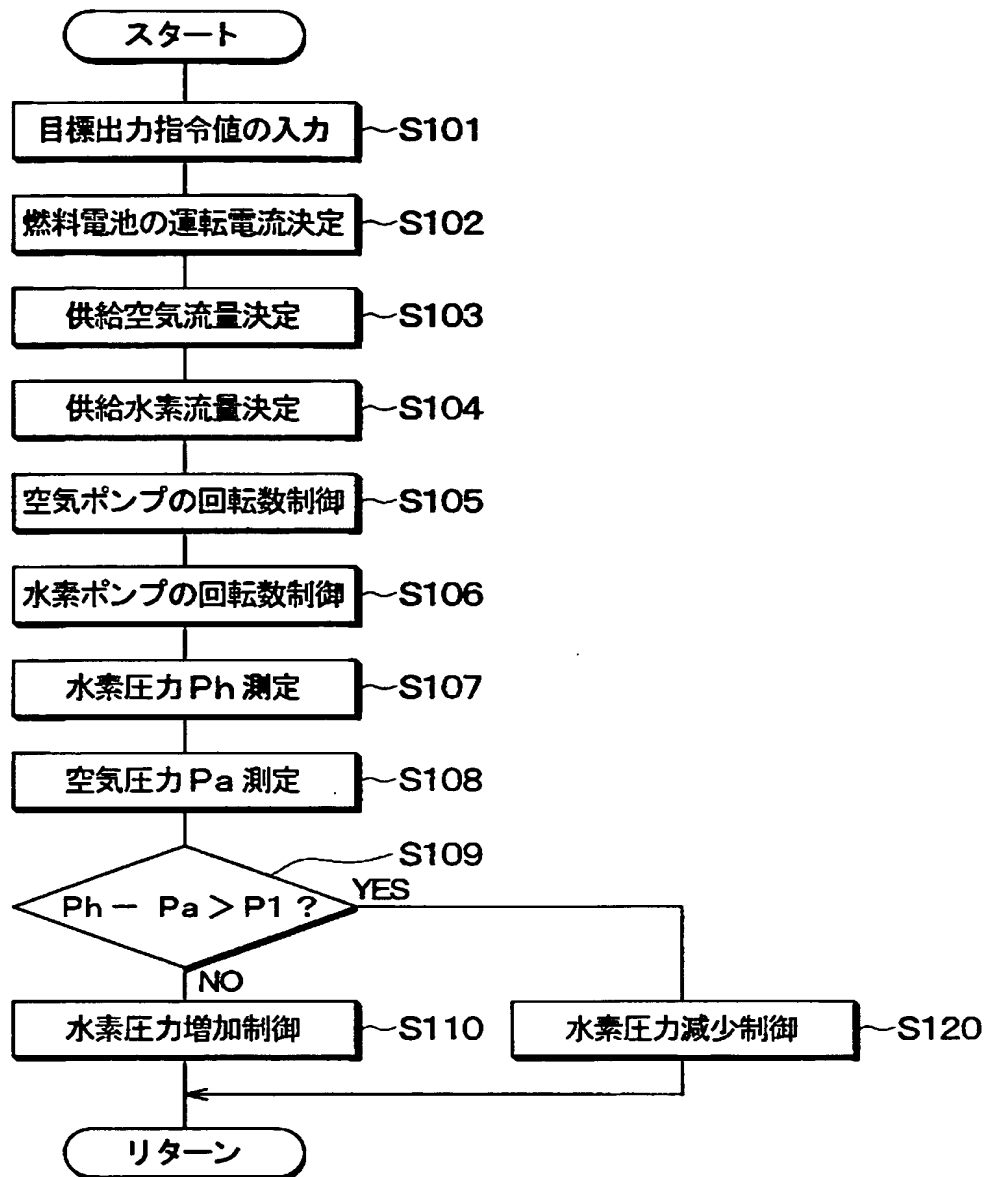 スタート
目標出力指令値の入力 ~S101
燃料電池の運転電流決定 ~S102
供給空気流量決定 ~S103
供給水素流量決定 ~S104
空気ポンプの回転数制御 ~S105
水素ポンプの回転数制御 ~S106
水素圧力Ph測定 ~S107
空気圧力Pa測定 ~S108
S109
Ph－Pa＞P1？
YES
NO
水素圧力増加制御 ~S110
水素圧力減少制御 ~S120
リターン